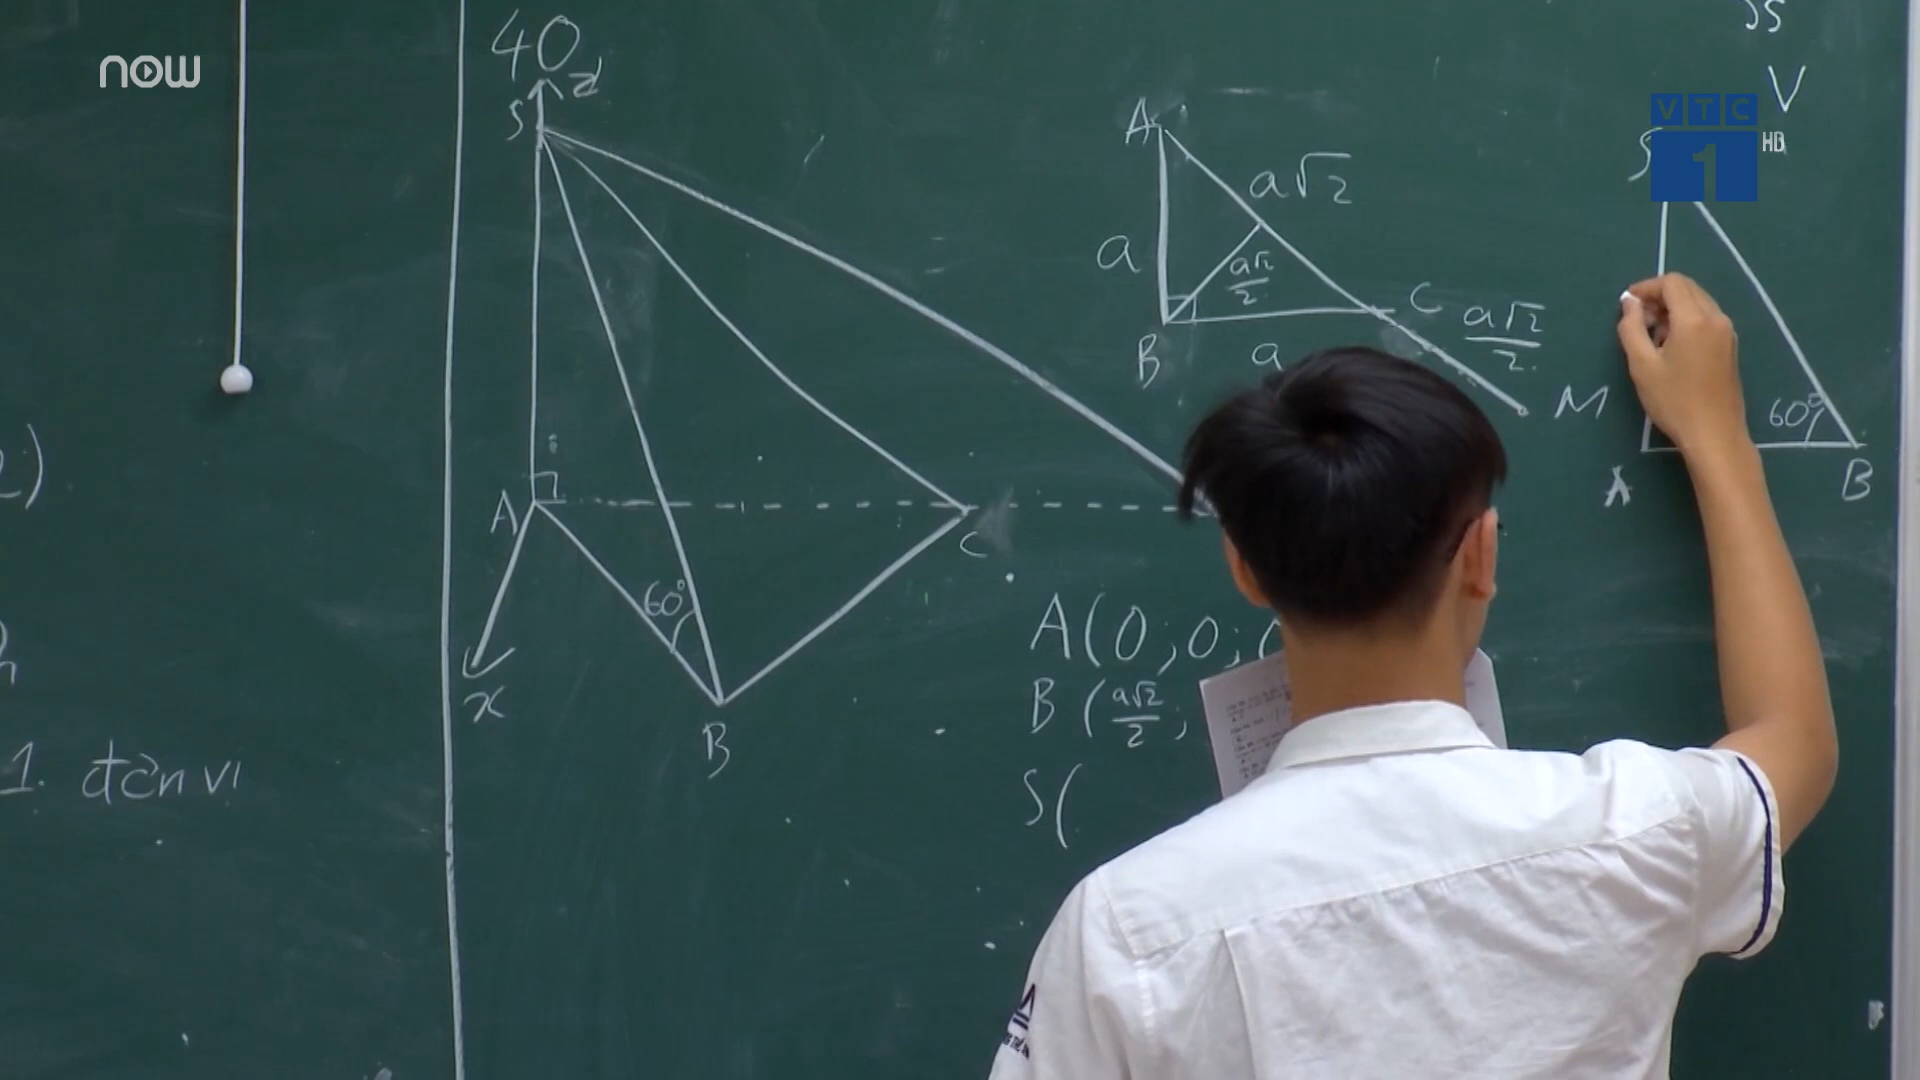 now
VTC
1
HD
V
40
z
S
A
C
B
x
60°
A
a√2
a
a√2/2
B
a
C
a√2/2
M
S
60°
A
B
A(0;0;
B(a√2/2;
S(
2)
h
1. đơn vị